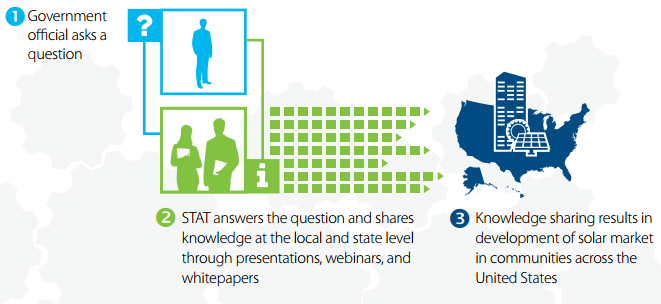 1 Government
official asks a
question
?
i
2 STAT answers the question and shares
knowledge at the local and state level
through presentations, webinars, and
whitepapers
3 Knowledge sharing results in
development of solar market
in communities across the
United States